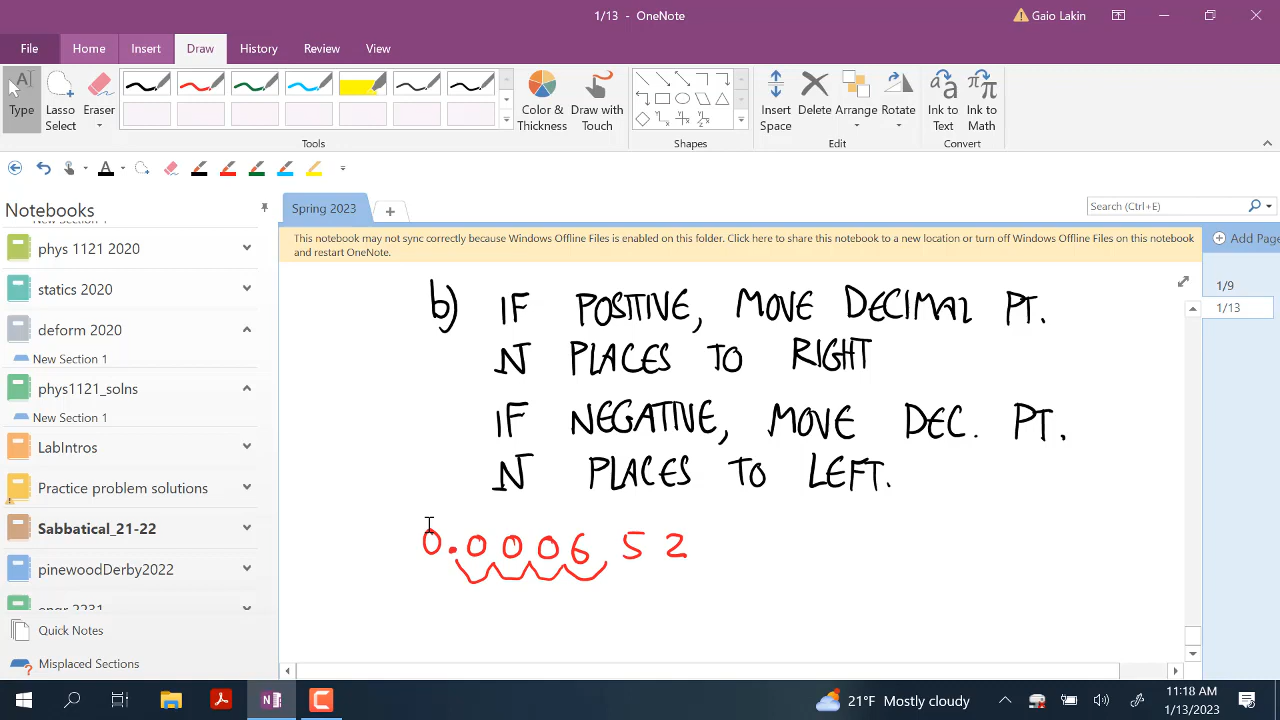 1/13 - OneNote
Gaio Lakin
File Home Insert Draw History Review View
Type
Lasso Select
Eraser
Color & Thickness
Draw with Touch
Insert Space
Delete
Arrange
Rotate
Ink to Text
Ink to Math
Tools
Shapes
Edit
Convert
Notebooks
Spring 2023
Search (Ctrl+E)
This notebook may not sync correctly because Windows Offline Files is enabled on this folder. Click here to share this notebook to a new location or turn off Windows Offline Files on this notebook
and restart OneNote.
Add Page
1/9
1/13
New Section 1
phys 1121 2020
statics 2020
deform 2020
New Section 1
phys1121_solns
New Section 1
LabIntros
Practice problem solutions
Sabbatical_21-22
pinewoodDerby2022
engr 2231
Quick Notes
Misplaced Sections
b) IF POSITIVE, MOVE DECIMAL PT.
N PLACES TO RIGHT
IF NEGATIVE, MOVE DEC. PT.
N PLACES TO LEFT.
0.000652
21°F Mostly cloudy
11:18 AM
1/13/2023